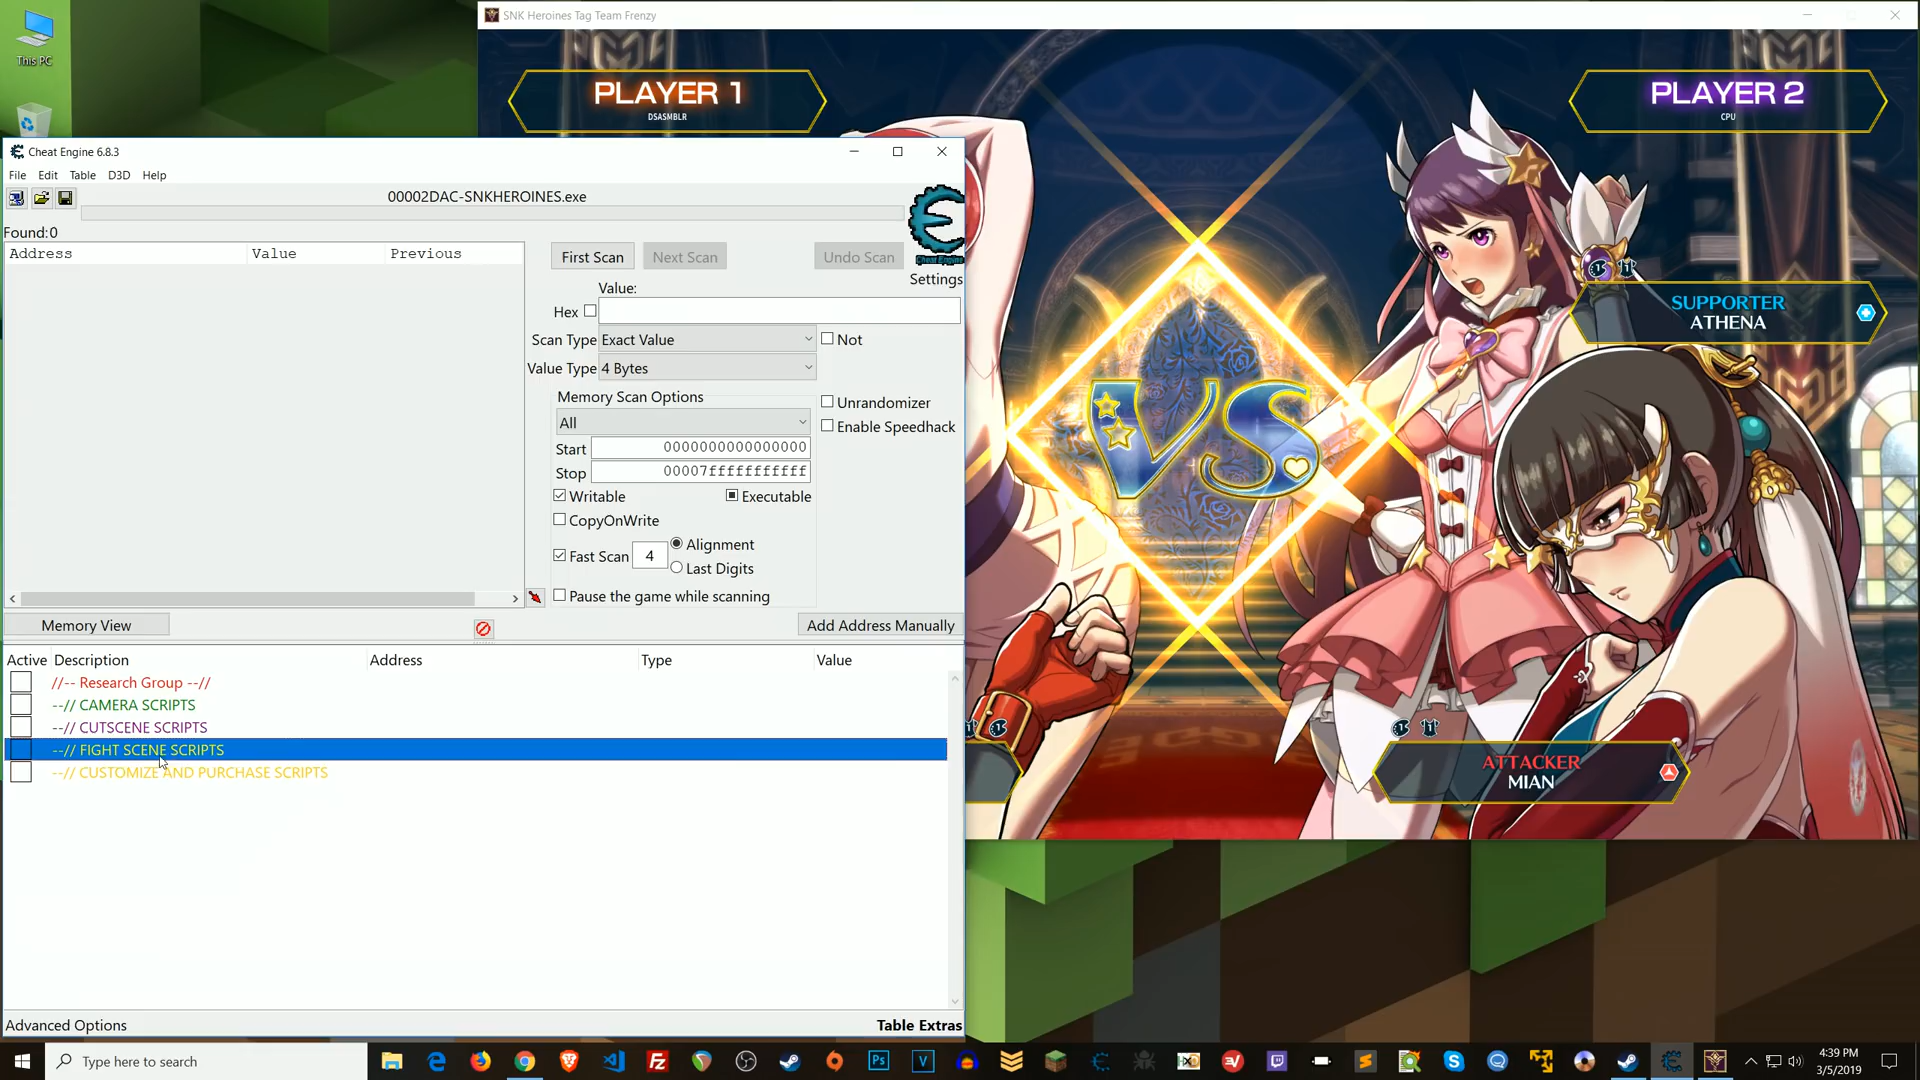 This PC
SNK Heroines Tag Team Frenzy
PLAYER 1
DSASMBLR
PLAYER 2
CPU
Cheat Engine 6.8.3
File Edit Table D3D Help
00002DAC-SNKHEROINES.exe
Found:0
Address Value Previous
First Scan Next Scan Undo Scan
Cheat Engine
Settings
Value:
Hex
Scan Type Exact Value Not
Value Type 4 Bytes
Memory Scan Options
All
Unrandomizer
Enable Speedhack
Start 0000000000000000
Stop 00007fffffffffff
Writable Executable
CopyOnWrite
Fast Scan 4 Alignment
Last Digits
Pause the game while scanning
Memory View Add Address Manually
Active Description Address Type Value
//-- Research Group --//
--// CAMERA SCRIPTS
--// CUTSCENE SCRIPTS
--// FIGHT SCENE SCRIPTS
--// CUSTOMIZE AND PURCHASE SCRIPTS
Advanced Options Table Extras
VS
SUPPORTER
ATHENA
ATTACKER
MIAN
Type here to search
4:39 PM
3/5/2019